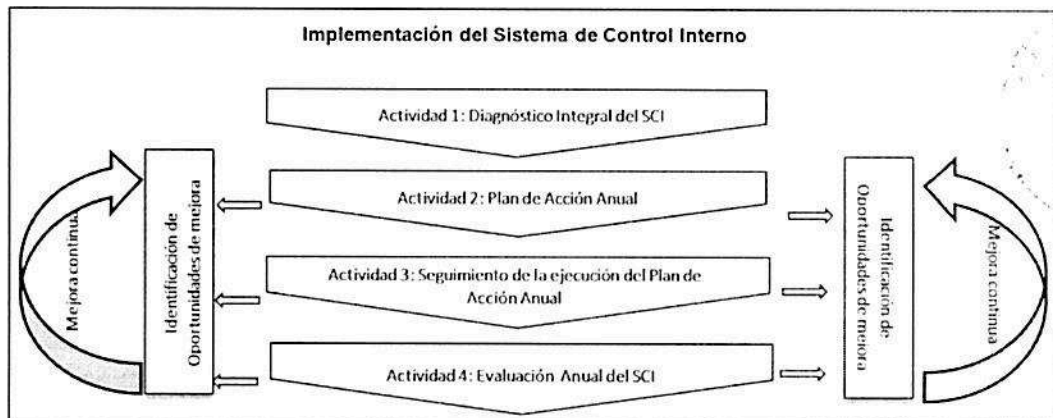 Implementación del Sistema de Control Interno
Actividad 1: Diagnóstico Integral del SCI
Actividad 2: Plan de Acción Anual
Actividad 3: Seguimiento de la ejecución del Plan de
Acción Anual
Actividad 4: Evaluación Anual del SCI
Mejora continua
Identificación de
Oportunidades de mejora
Identificación de
Oportunidades de mejora
Mejora continua